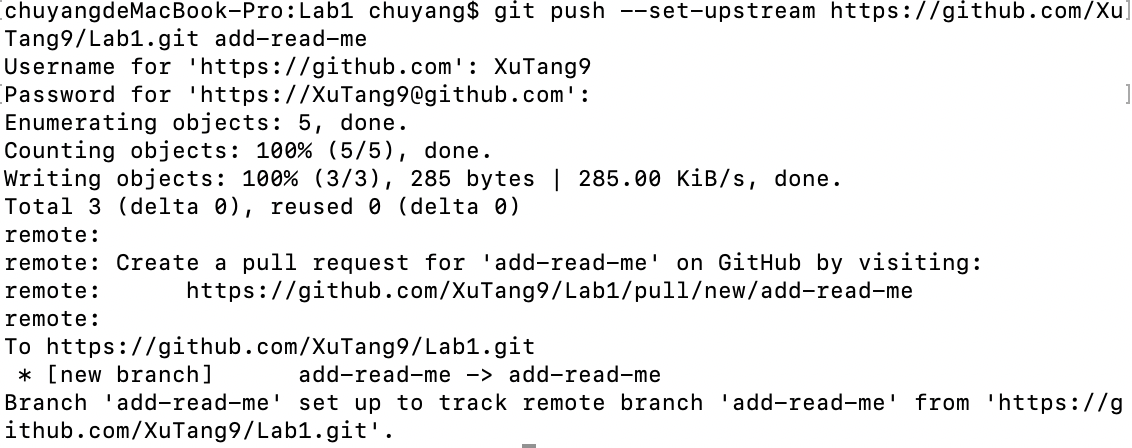 chuyangdeMacBook-Pro:Lab1 chuyang$ git push --set-upstream https://github.com/Xu
Tang9/Lab1.git add-read-me
Username for 'https://github.com': XuTang9
Password for 'https://XuTang9@github.com':
Enumerating objects: 5, done.
Counting objects: 100% (5/5), done.
Writing objects: 100% (3/3), 285 bytes | 285.00 KiB/s, done.
Total 3 (delta 0), reused 0 (delta 0)
remote:
remote: Create a pull request for 'add-read-me' on GitHub by visiting:
remote:      https://github.com/XuTang9/Lab1/pull/new/add-read-me
remote:
To https://github.com/XuTang9/Lab1.git
 * [new branch]      add-read-me -> add-read-me
Branch 'add-read-me' set up to track remote branch 'add-read-me' from 'https://g
ithub.com/XuTang9/Lab1.git'.